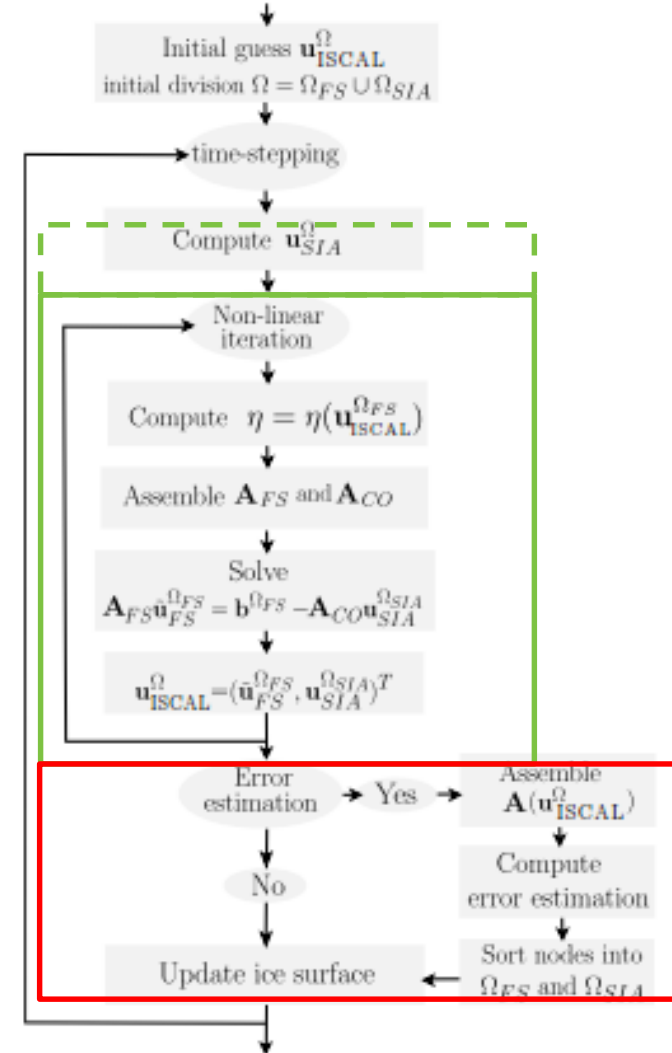 Initial guess u^Ω_ISCAL
initial division Ω = Ω_FS ∪ Ω_SIA
time-stepping
Compute u^Ω_SIA
Non-linear
iteration
Compute η = η(u^Ω_FS_ISCAL)
Assemble A_FS and A_CO
Solve
A_FS ũ^Ω_FS_FS = b^Ω_FS −A_CO u^Ω_SIA_SIA
u^Ω_ISCAL=(ũ^Ω_FS_FS, u^Ω_SIA_SIA)^T
Error
estimation
Yes
Assemble
A(u^Ω_ISCAL)
No
Compute
error estimation
Update ice surface
Sort nodes into
Ω_FS and Ω_SIA